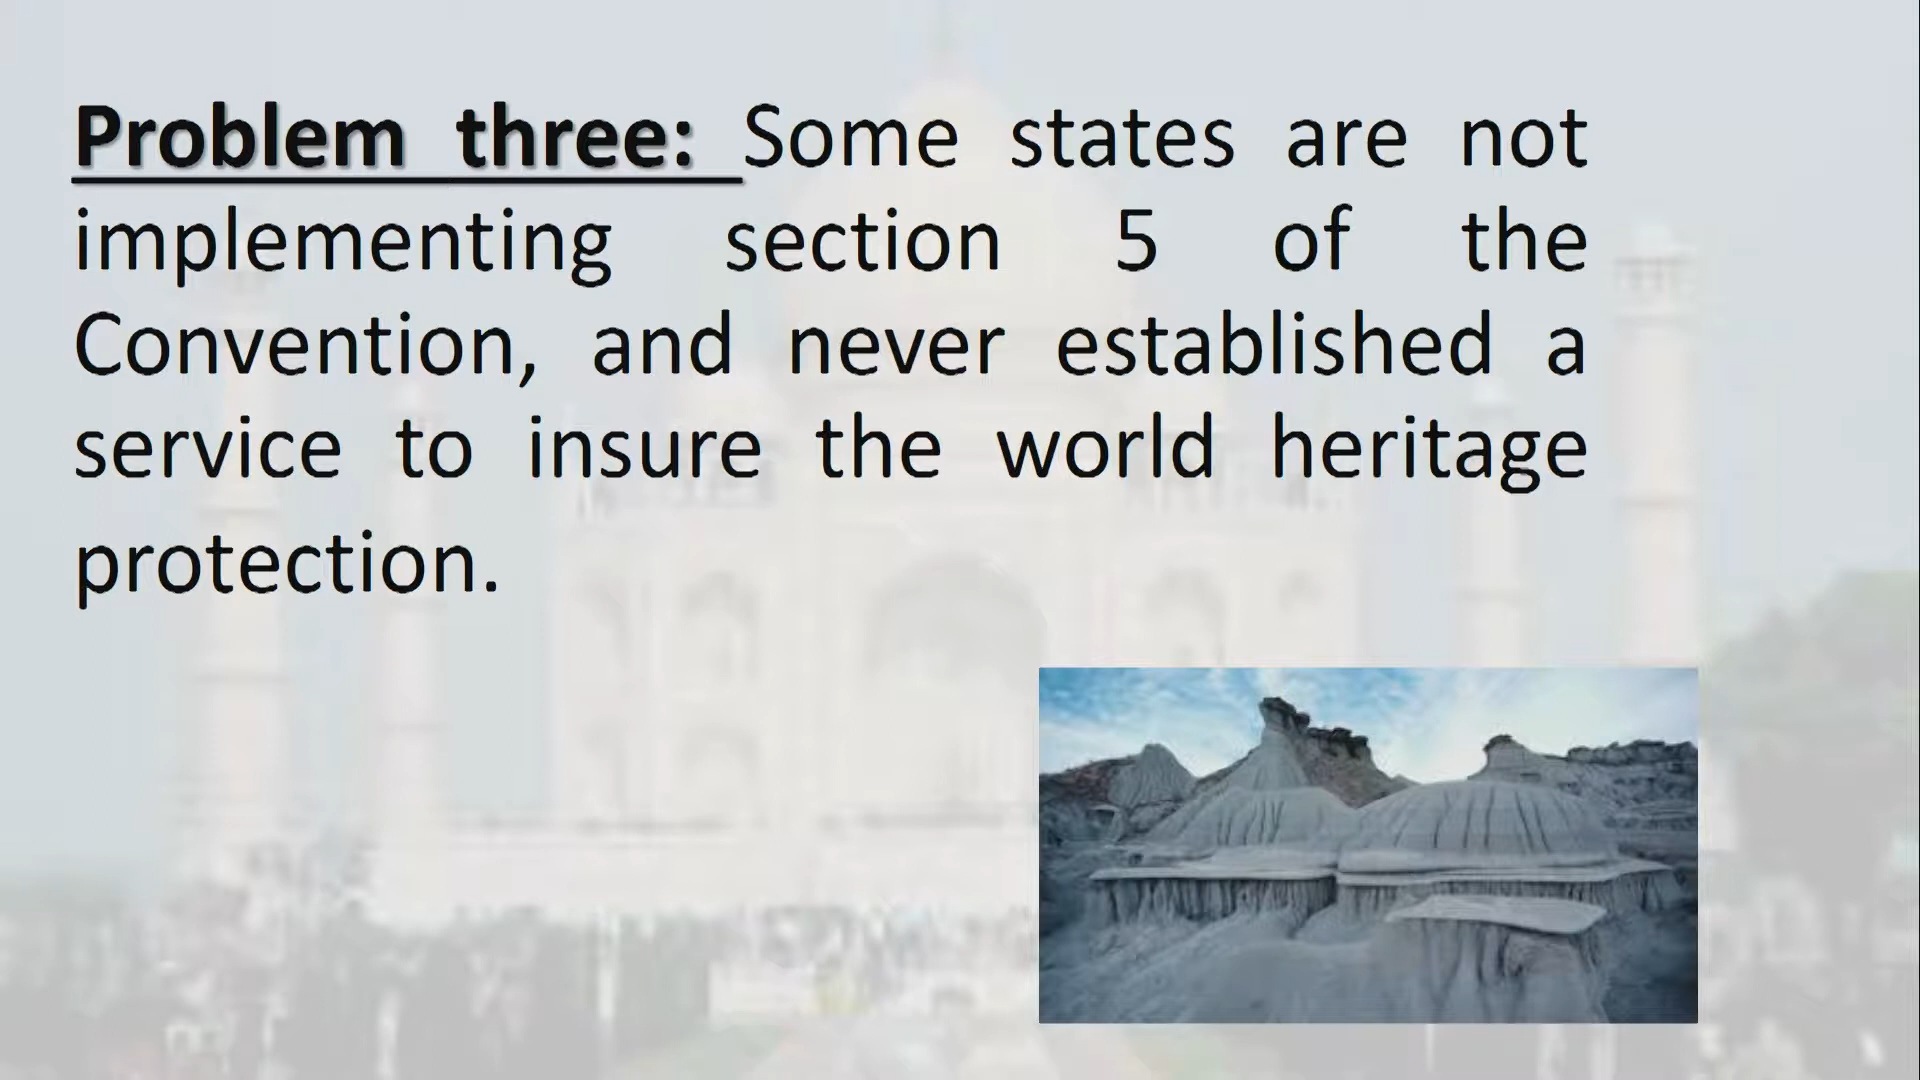 Problem three: Some states are not
implementing section 5 of the
Convention, and never established a
service to insure the world heritage
protection.